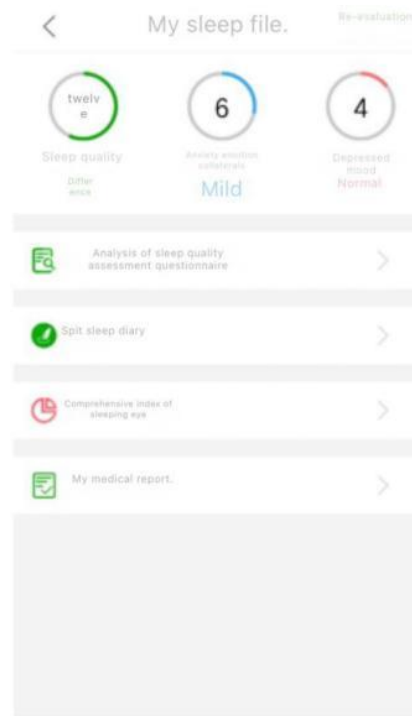 My sleep file.
Re-evaluation
twelv
e
6
4
Sleep quality
Anxiety emotion
collaterals
Depressed
mood
Differ
ence
Mild
Normal
Analysis of sleep quality
assessment questionnaire
Spit sleep diary
Comprehensive index of
sleeping eye
My medical report.